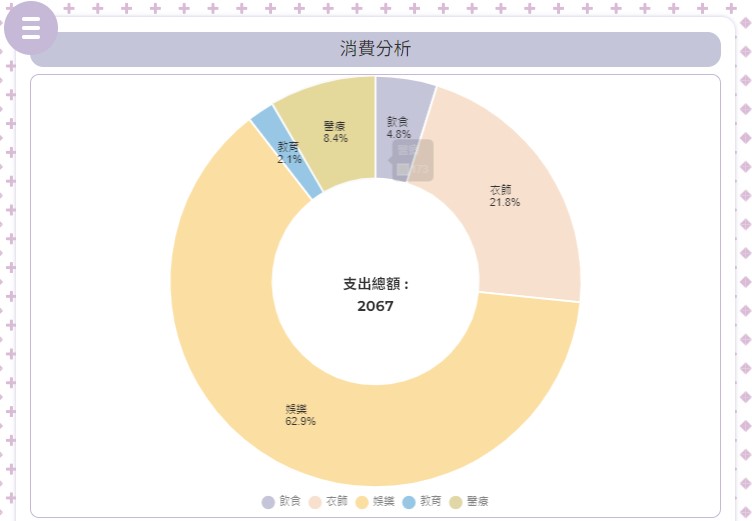 消費分析
醫療
8.4%
飲食
4.8%
教育
2.1%
衣飾
21.8%
支出總額 :
2067
娛樂
62.9%
飲食 衣飾 娛樂 教育 醫療